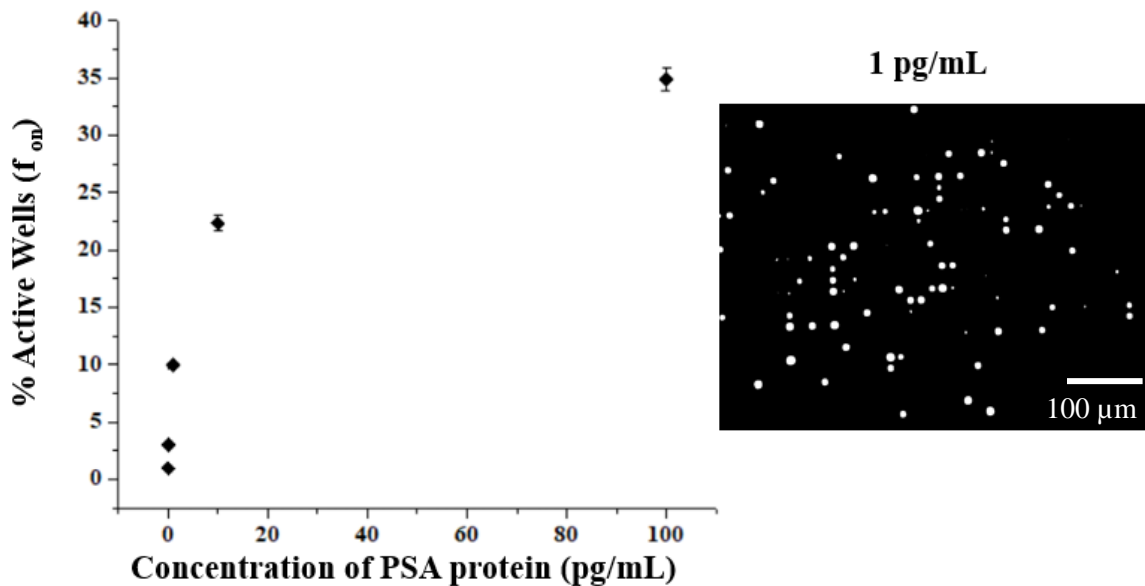 40
35
30
25
20
15
10
5
0
% Active Wells (f on)
0 20 40 60 80 100
Concentration of PSA protein (pg/mL)
1 pg/mL
100 µm